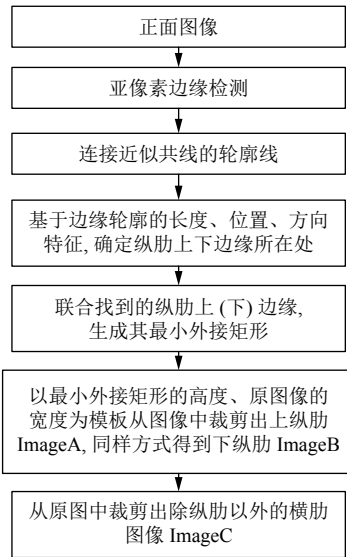 正面图像
亚像素边缘检测
连接近似共线的轮廓线
基于边缘轮廓的长度、位置、方向
特征, 确定纵肋上下边缘所在处
联合找到的纵肋上 (下) 边缘,
生成其最小外接矩形
以最小外接矩形的高度、原图像的
宽度为模板从图像中裁剪出上纵肋
ImageA, 同样方式得到下纵肋 ImageB
从原图中裁剪出除纵肋以外的横肋
图像 ImageC